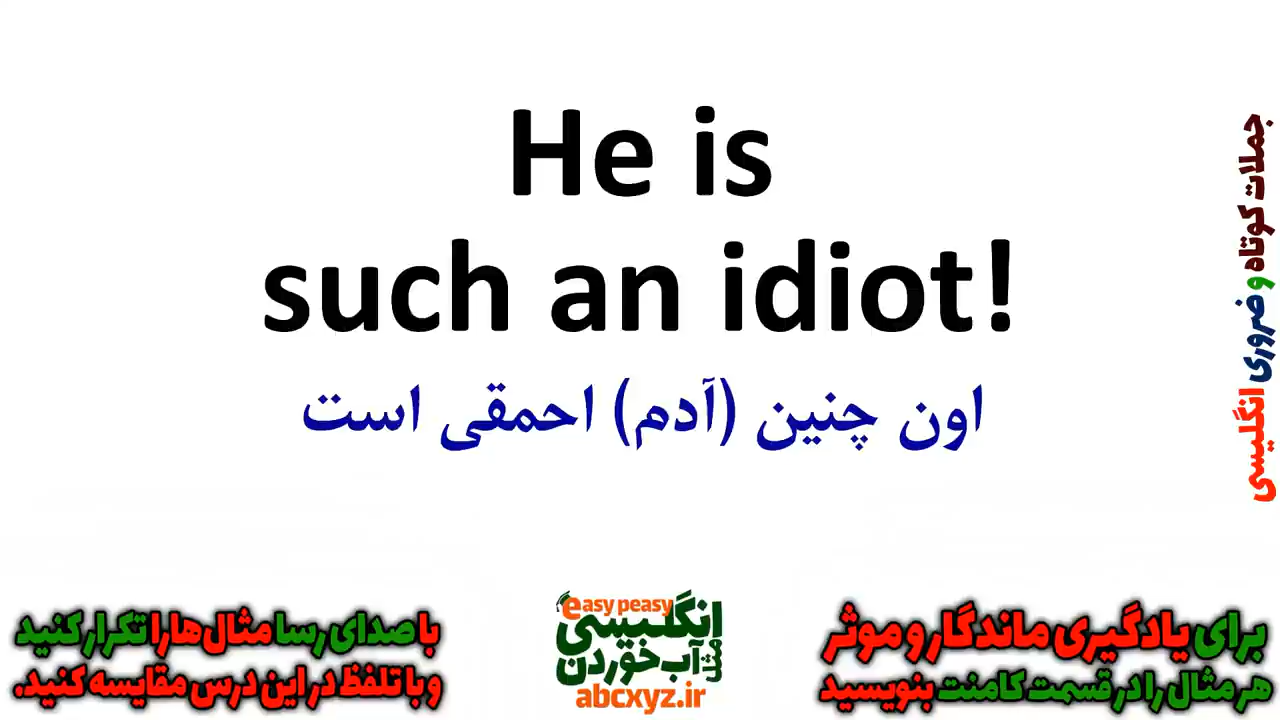 He is
such an idiot!
اون چنین (آدم) احمقی است
جملات کوتاه و ضروری انگلیسی
برای یادگیری ماندگار و موثر
هر مثال را در قسمت کامنت بنویسید
easy peasy
انگلیسی
مثل آب خوردن
abcxyz.ir
با صدای رسا مثال‌ها را تکرار کنید
و با تلفظ در این درس مقایسه کنید.